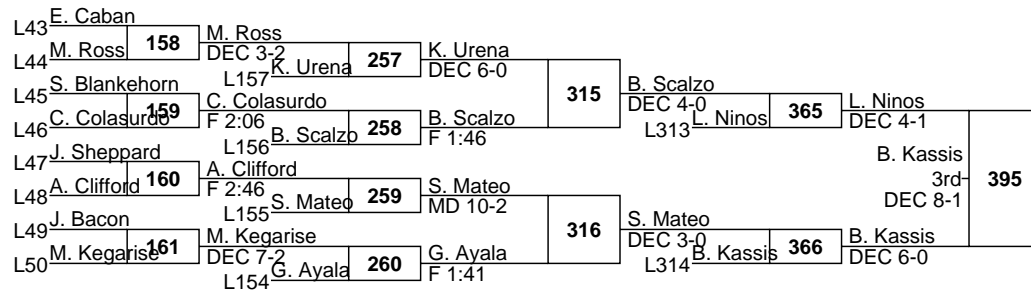 L43 E. Caban
158
L44 M. Ross
M. Ross
DEC 3-2
L157 K. Urena
257
K. Urena
DEC 6-0
L45 S. Blankehorn
159
L46 C. Colasurdo
C. Colasurdo
F 2:06
L156 B. Scalzo
258
B. Scalzo
F 1:46
315
B. Scalzo
DEC 4-0
L313 L. Ninos
365
L. Ninos
DEC 4-1
L47 J. Sheppard
160
L48 A. Clifford
A. Clifford
F 2:46
L155 S. Mateo
259
S. Mateo
MD 10-2
L49 J. Bacon
161
L50 M. Kegarise
M. Kegarise
DEC 7-2
L154 G. Ayala
260
G. Ayala
F 1:41
316
S. Mateo
DEC 3-0
L314 B. Kassis
366
B. Kassis
DEC 6-0
B. Kassis
3rd
DEC 8-1
395